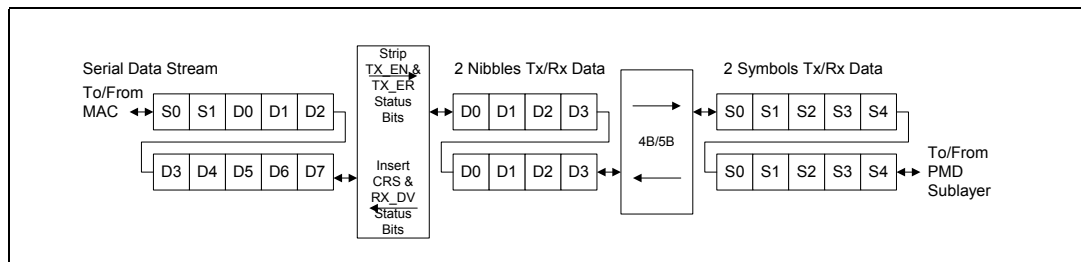 Serial Data Stream
To/From
MAC
S0 S1 D0 D1 D2
D3 D4 D5 D6 D7
Strip
TX_EN &
TX_ER
Status
Bits
Insert
CRS &
RX_DV
Status
Bits
2 Nibbles Tx/Rx Data
D0 D1 D2 D3
D0 D1 D2 D3
4B/5B
2 Symbols Tx/Rx Data
S0 S1 S2 S3 S4
S0 S1 S2 S3 S4
To/From
PMD
Sublayer